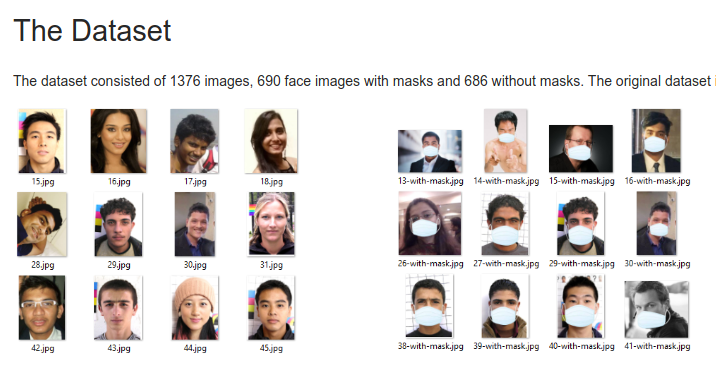 The Dataset
The dataset consisted of 1376 images, 690 face images with masks and 686 without masks. The original dataset
15.jpg 16.jpg 17.jpg 18.jpg 13-with-mask.jpg 14-with-mask.jpg 15-with-mask.jpg 16-with-mask.jpg
28.jpg 29.jpg 30.jpg 31.jpg 26-with-mask.jpg 27-with-mask.jpg 29-with-mask.jpg 30-with-mask.jpg
42.jpg 43.jpg 44.jpg 45.jpg 38-with-mask.jpg 39-with-mask.jpg 40-with-mask.jpg 41-with-mask.jpg